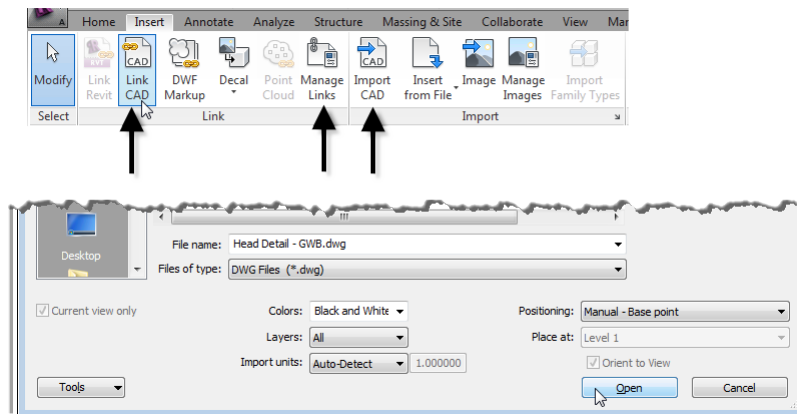 A Home Insert Annotate Analyze Structure Massing & Site Collaborate View Mar
CAD CAD
Modify Link Link DWF Decal Point Manage Import Insert Image Manage Import
Revit CAD Markup Cloud Links CAD from File Images Family Types
Select Link Import
Desktop
File name: Head Detail - GWB.dwg
Files of type: DWG Files (*.dwg)
Current view only Colors: Black and White Positioning: Manual - Base point
Layers: All Place at: Level 1
Import units: Auto-Detect 1.000000 Orient to View
Tools Open Cancel